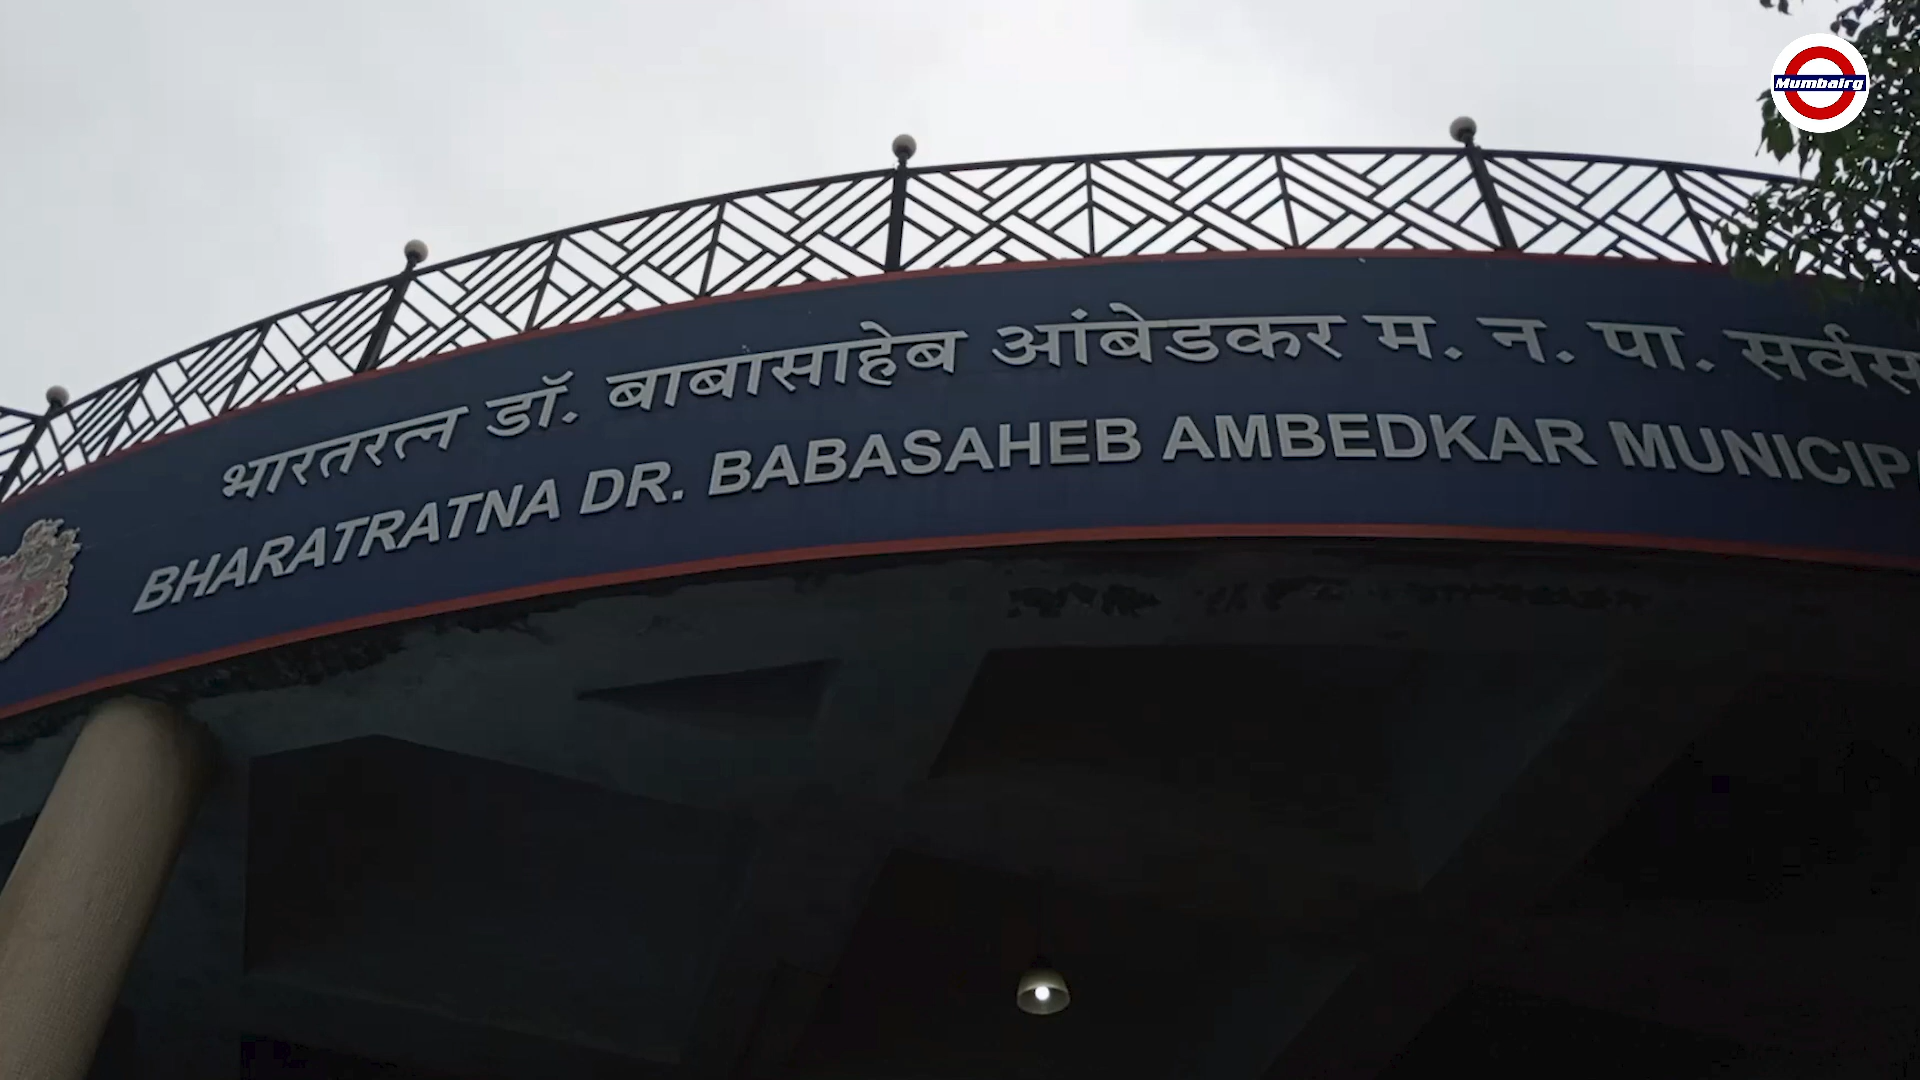 Mumbairg
भारतरत्न डॉ. बाबासाहेब आंबेडकर म. न. पा.
BHARATRATNA DR. BABASAHEB AMBEDKAR